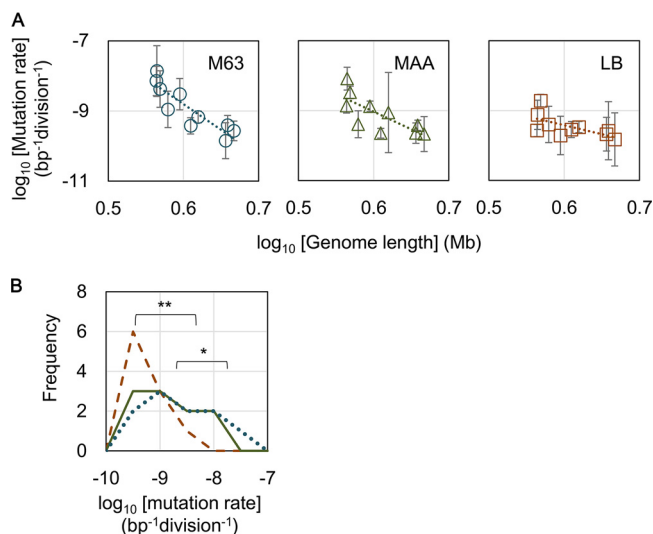 A
log10 [Mutation rate]
(bp-1division-1)
-7
-9
-11
M63
MAA
LB
0.5 0.6 0.7 0.5 0.6 0.7 0.5 0.6 0.7
log10 [Genome length] (Mb)
B
Frequency
8
6
4
2
0
**
*
-10 -9 -8 -7
log10 [mutation rate]
(bp-1division-1)